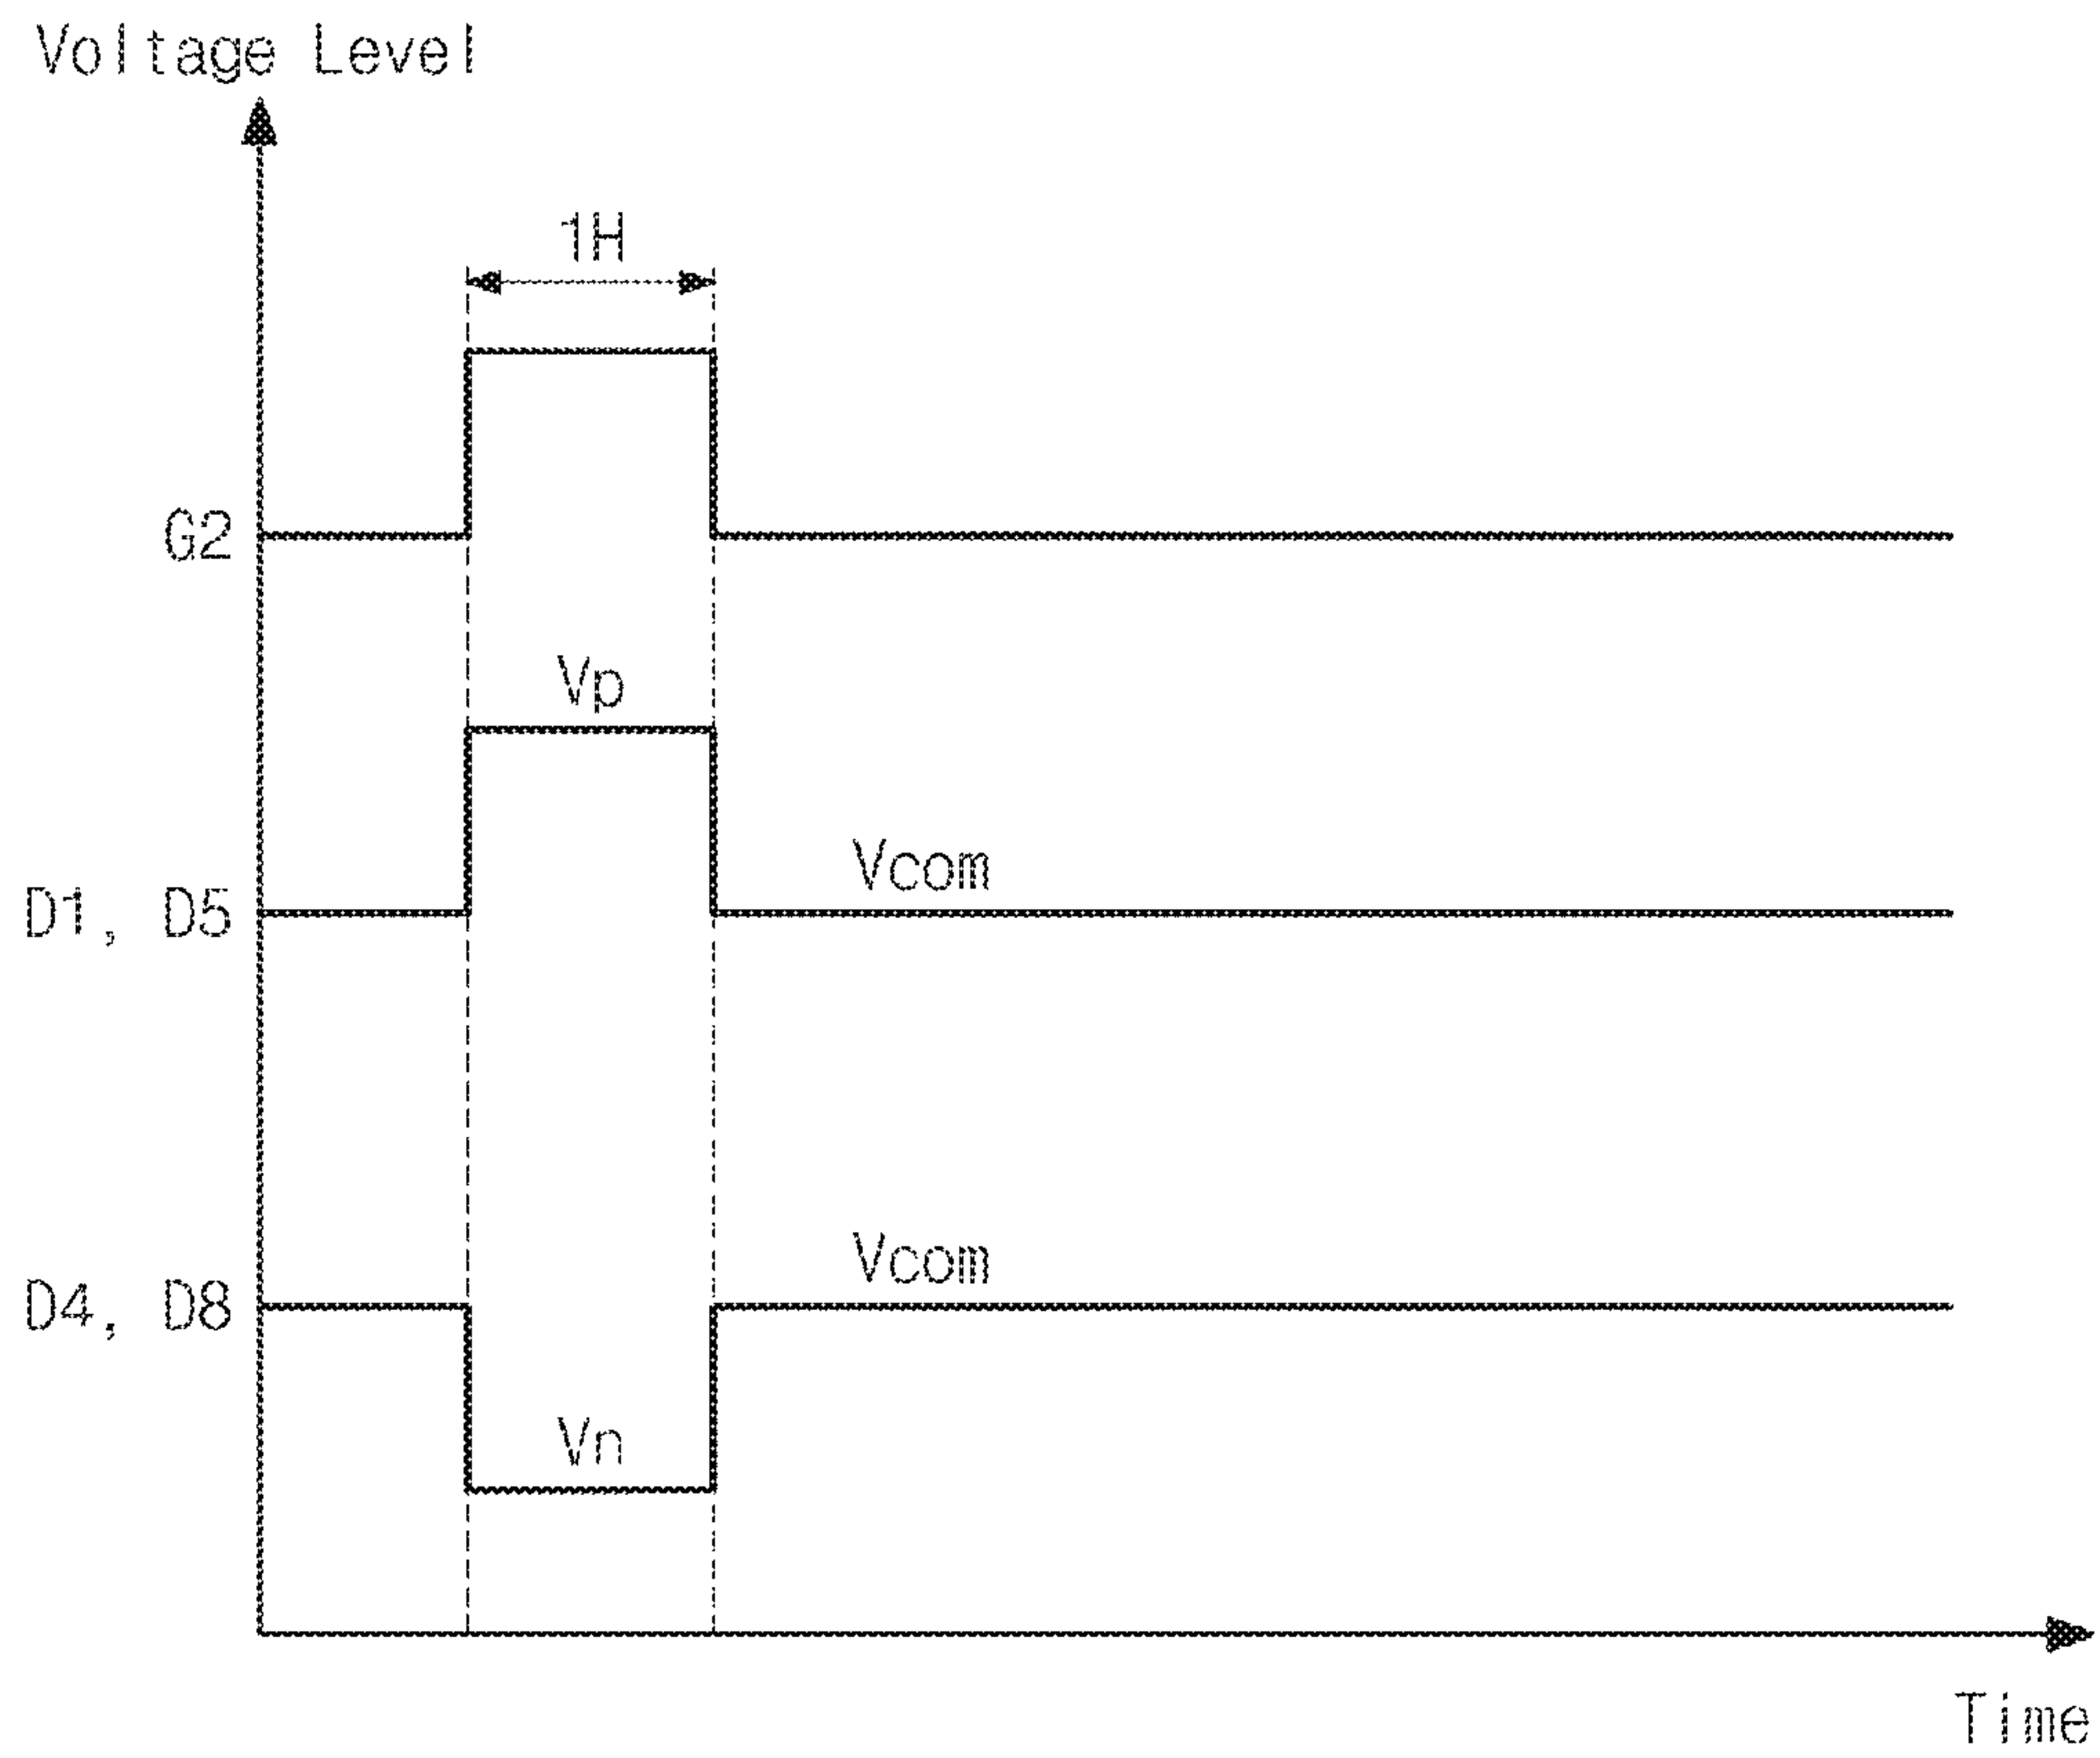 Voltage Level
1H
G2
Vp
Vcom
D1, D5
Vcom
D4, D8
Vn
Time